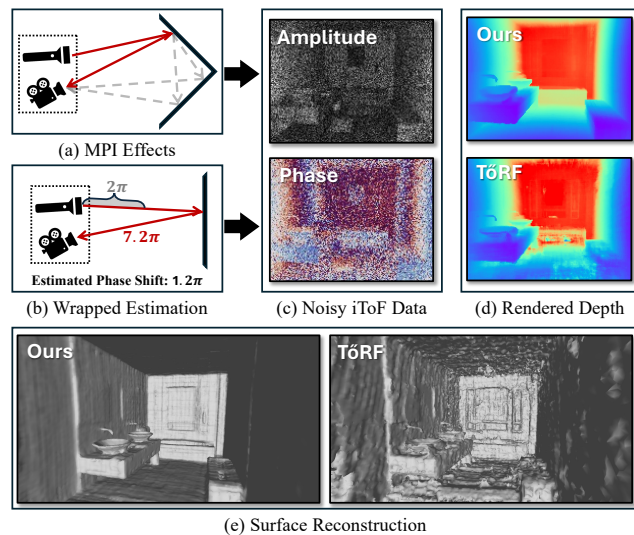 (a) MPI Effects
2π
7.2π
Estimated Phase Shift: 1.2π
(b) Wrapped Estimation
Amplitude
Phase
(c) Noisy iToF Data
Ours
TőRF
(d) Rendered Depth
Ours
TőRF
(e) Surface Reconstruction